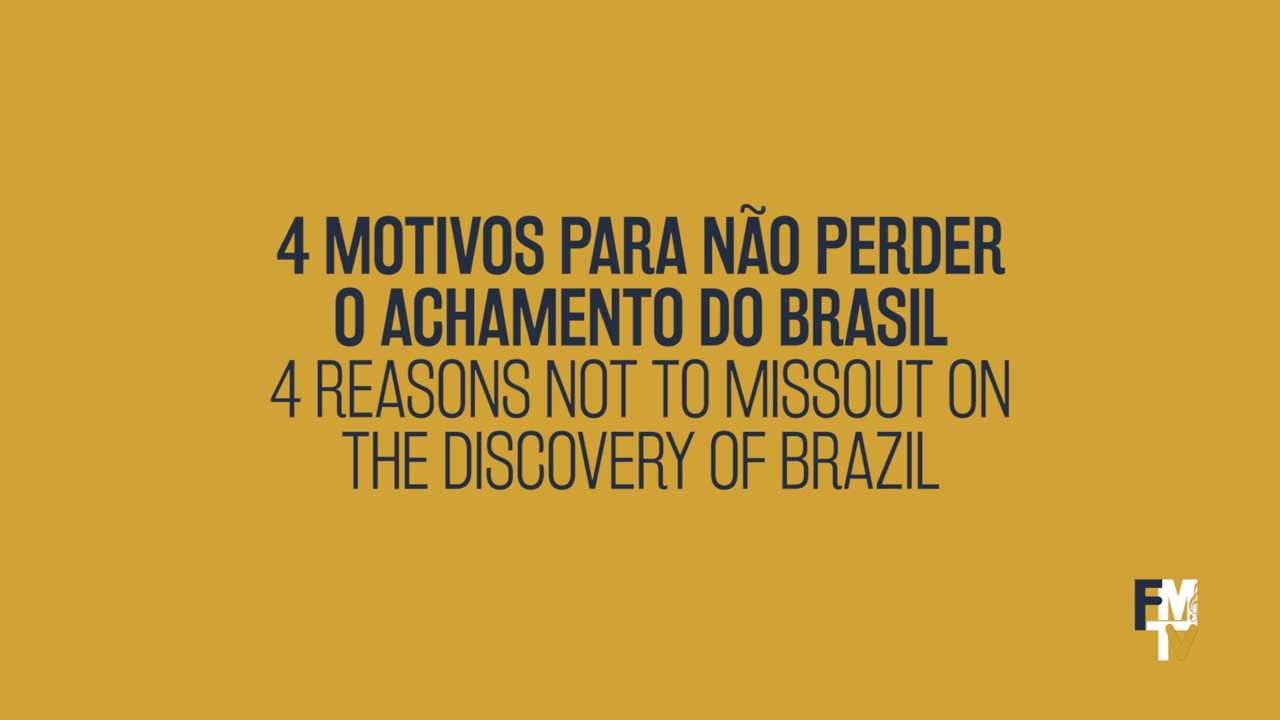 4 MOTIVOS PARA NÃO PERDER
O ACHAMENTO DO BRASIL
4 REASONS NOT TO MISSOUT ON
THE DISCOVERY OF BRAZIL
FM
TV